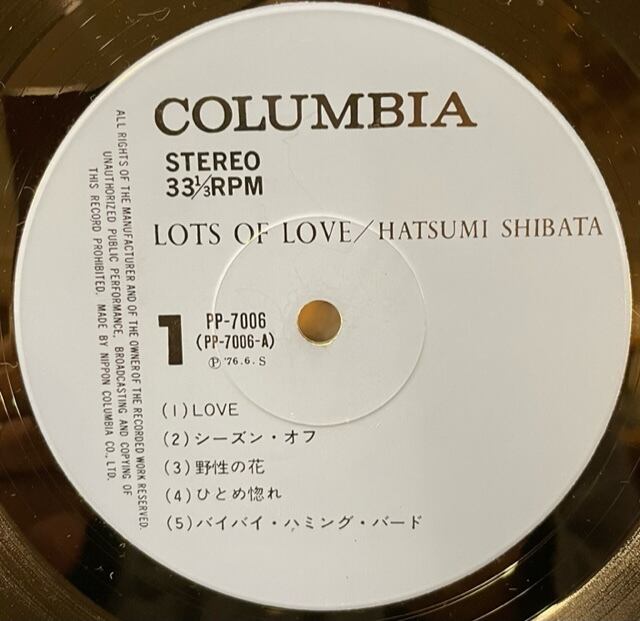 COLUMBIA
STEREO
33⅓RPM
LOTS OF LOVE/HATSUMI SHIBATA
1
PP-7006
(PP-7006-A)
Ⓟ '76.6. S
(1)LOVE
(2)シーズン・オフ
(3)野性の花
(4)ひとめ惚れ
(5)バイバイ・ハミング・バード
ALL RIGHTS OF THE MANUFACTURER AND OF THE OWNER OF THE RECORDED WORK RESERVED.
UNAUTHORIZED PUBLIC PERFORMANCE, BROADCASTING AND COPYING OF
THIS RECORD PROHIBITED. MADE BY NIPPON COLUMBIA CO., LTD.